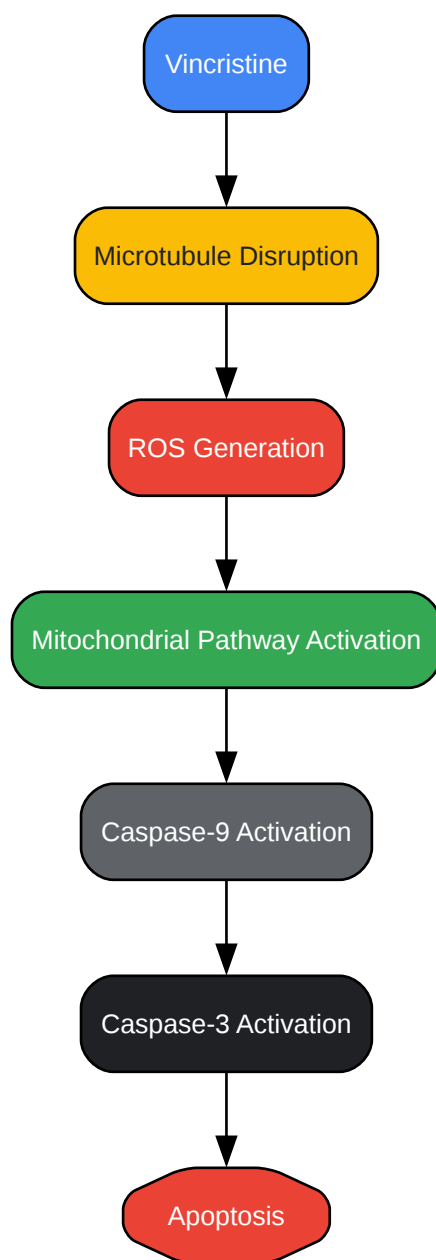 Vincristine
Microtubule Disruption
ROS Generation
Mitochondrial Pathway Activation
Caspase-9 Activation
Caspase-3 Activation
Apoptosis